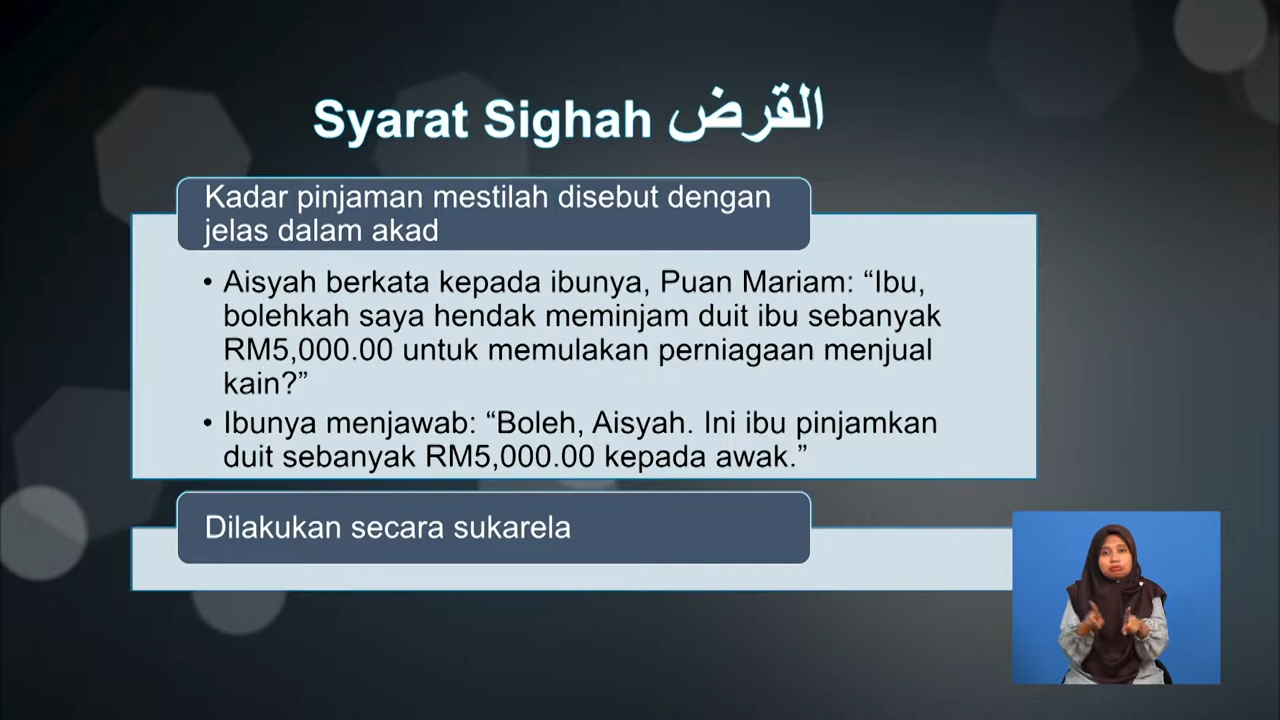 Syarat Sighah القرض
Kadar pinjaman mestilah disebut dengan
jelas dalam akad
• Aisyah berkata kepada ibunya, Puan Mariam: “Ibu,
bolehkah saya hendak meminjam duit ibu sebanyak
RM5,000.00 untuk memulakan perniagaan menjual
kain?”
• Ibunya menjawab: “Boleh, Aisyah. Ini ibu pinjamkan
duit sebanyak RM5,000.00 kepada awak.”
Dilakukan secara sukarela